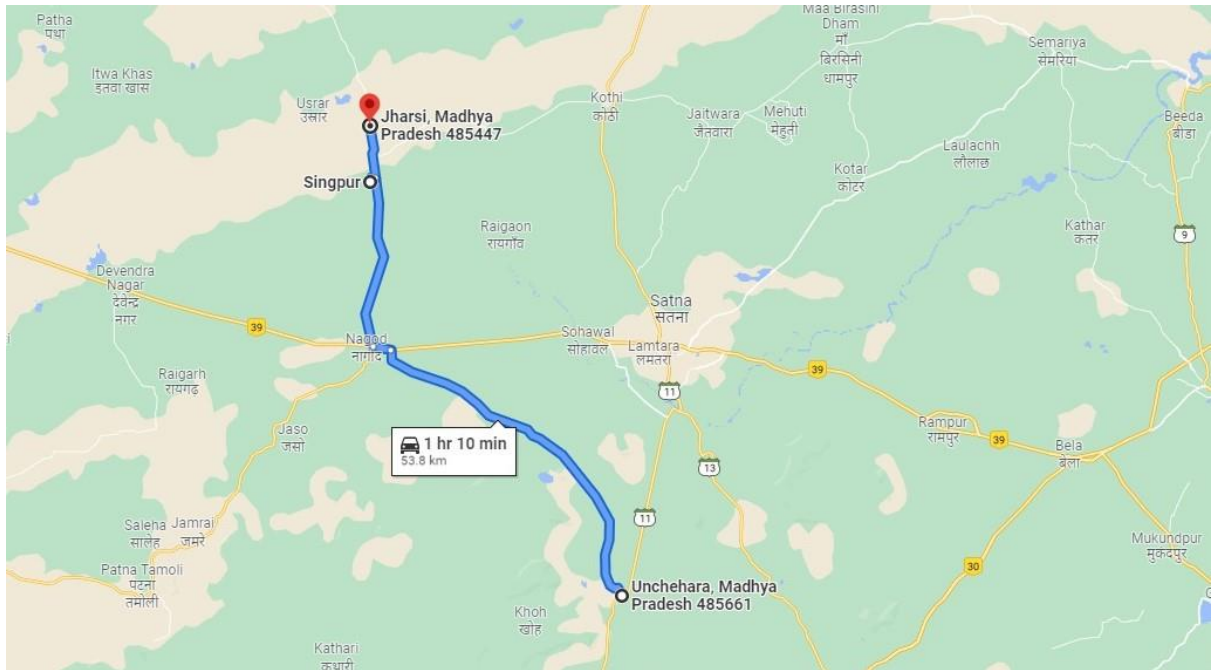 Patha
पथा
Maa Birasini
Dham
माँ
बिरसिनी
धामपुर
Semariya
सेमरिया
Itwa Khas
इतवा खास
Usrar
उस्रार
Jharsi, Madhya
Pradesh 485447
Kothi
कोठी
Jaitwara
जैतवारा
Mehuti
मेहुती
Beeda
बीडा
Laulachh
लौलाछ
Kotar
कोटर
Singpur
Raigaon
रायगाँव
Kathar
कतर
9
Devendra
Nagar
देवेन्द्र
नगर
Satna
सतना
39
Nagod
नागोद
Sohawal
सोहावल
Lamtara
लमतरा
Raigarh
रायगढ़
11
39
Jaso
जसो
1 hr 10 min
53.8 km
Rampur
रामपुर
39
Bela
बेला
13
11
Saleha
सालेह
Jamrai
जमरे
Mukundpur
मुकुंदपुर
Patna Tamoli
पटना
तमोली
30
Unchehara, Madhya
Pradesh 485661
Khoh
खोह
Kathari
कथारी